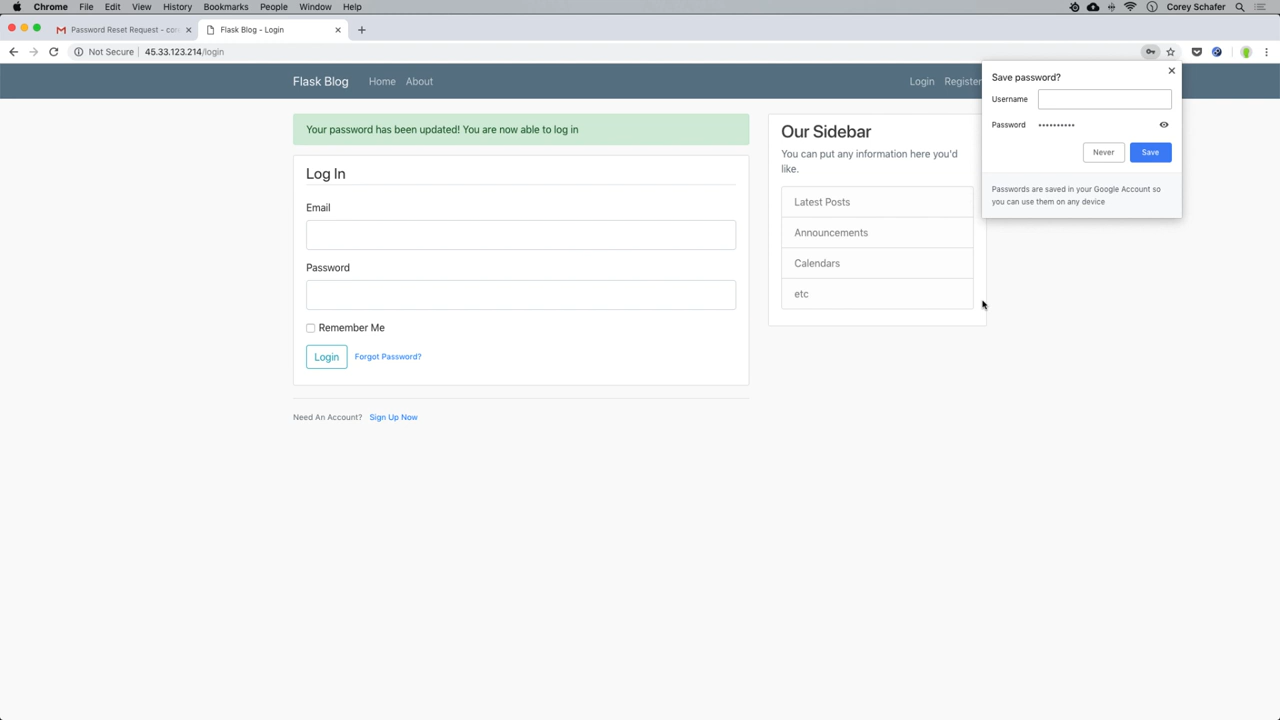 Chrome File Edit View History Bookmarks People Window Help Corey Schafer
Password Reset Request - cor
Flask Blog - Login
Not Secure 45.33.123.214/login
Flask Blog Home About Login Register
Save password?
Username
Password ••••••••••
Never Save
Passwords are saved in your Google Account so
you can use them on any device
Your password has been updated! You are now able to log in
Log In
Email
Password
Remember Me
Login Forgot Password?
Need An Account? Sign Up Now
Our Sidebar
You can put any information here you'd
like.
Latest Posts
Announcements
Calendars
etc